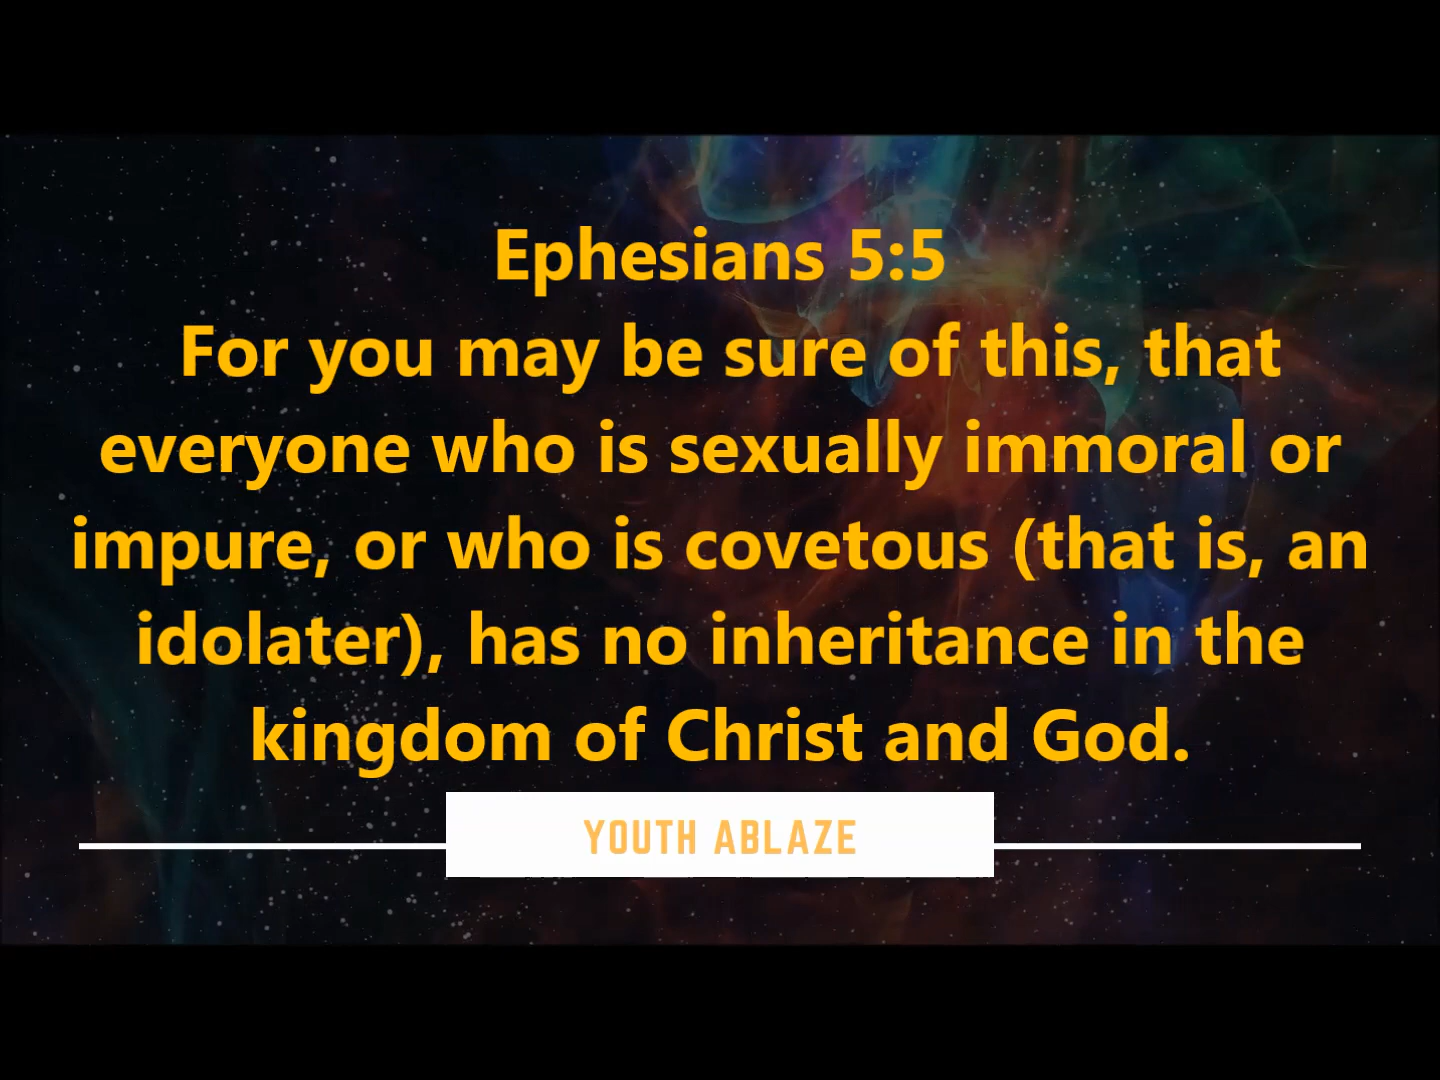 Ephesians 5:5
For you may be sure of this, that
everyone who is sexually immoral or
impure, or who is covetous (that is, an
idolater), has no inheritance in the
kingdom of Christ and God.
YOUTH ABLAZE